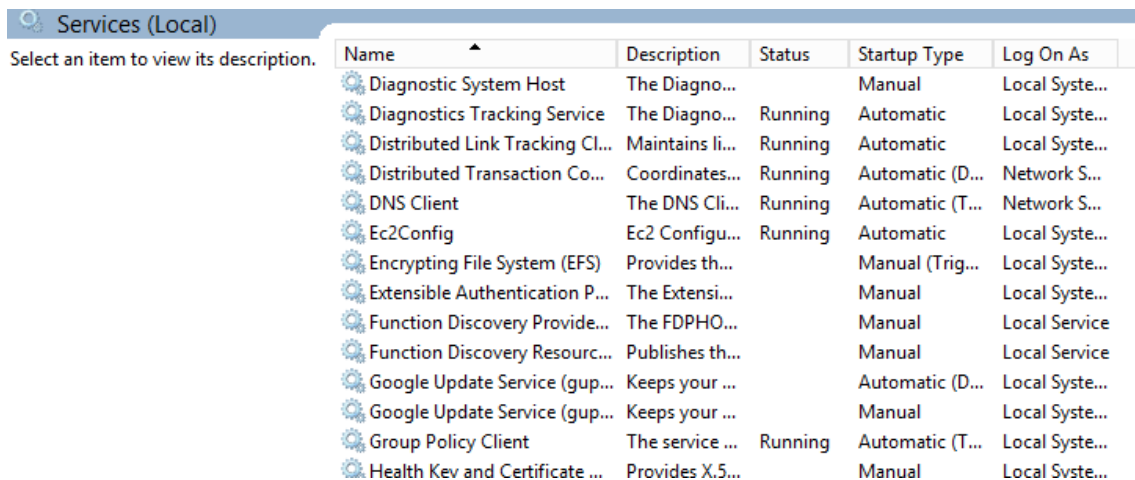 Services (Local)
Select an item to view its description.
Name Description Status Startup Type Log On As
Diagnostic System Host The Diagno... Manual Local Syste...
Diagnostics Tracking Service The Diagno... Running Automatic Local Syste...
Distributed Link Tracking Cl... Maintains li... Running Automatic Local Syste...
Distributed Transaction Co... Coordinates... Running Automatic (D... Network S...
DNS Client The DNS Cli... Running Automatic (T... Network S...
Ec2Config Ec2 Configu... Running Automatic Local Syste...
Encrypting File System (EFS) Provides th... Manual (Trig... Local Syste...
Extensible Authentication P... The Extensi... Manual Local Syste...
Function Discovery Provide... The FDPHO... Manual Local Service
Function Discovery Resourc... Publishes th... Manual Local Service
Google Update Service (gup... Keeps your ... Automatic (D... Local Syste...
Google Update Service (gup... Keeps your ... Manual Local Syste...
Group Policy Client The service ... Running Automatic (T... Local Syste...
Health Key and Certificate ... Provides X.5... Manual Local Syste...